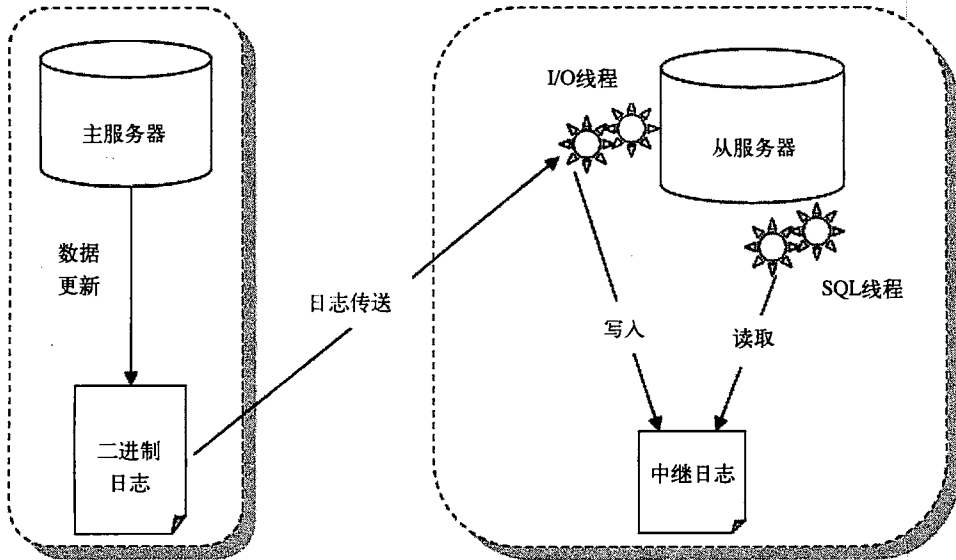 主服务器
数据
更新
二进制
日志
日志传送
I/O线程
从服务器
SQL线程
写入
读取
中继日志